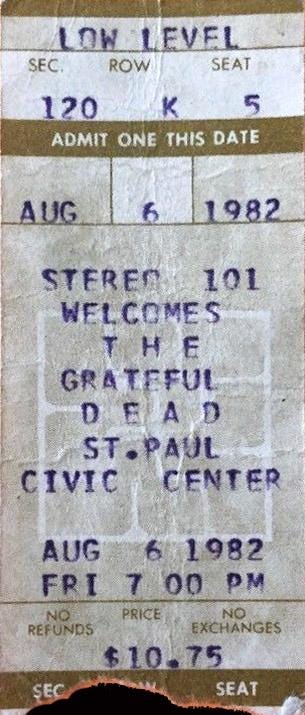 LOW LEVEL
SEC. ROW SEAT
120 K 5
ADMIT ONE THIS DATE
AUG 6 1982
STEREO 101
WELCOMES
T H E
GRATEFUL
D E A D
ST.PAUL
CIVIC CENTER
AUG 6 1982
FRI 7 00 PM
NO REFUNDS PRICE NO EXCHANGES
$10.75
SEC SEAT